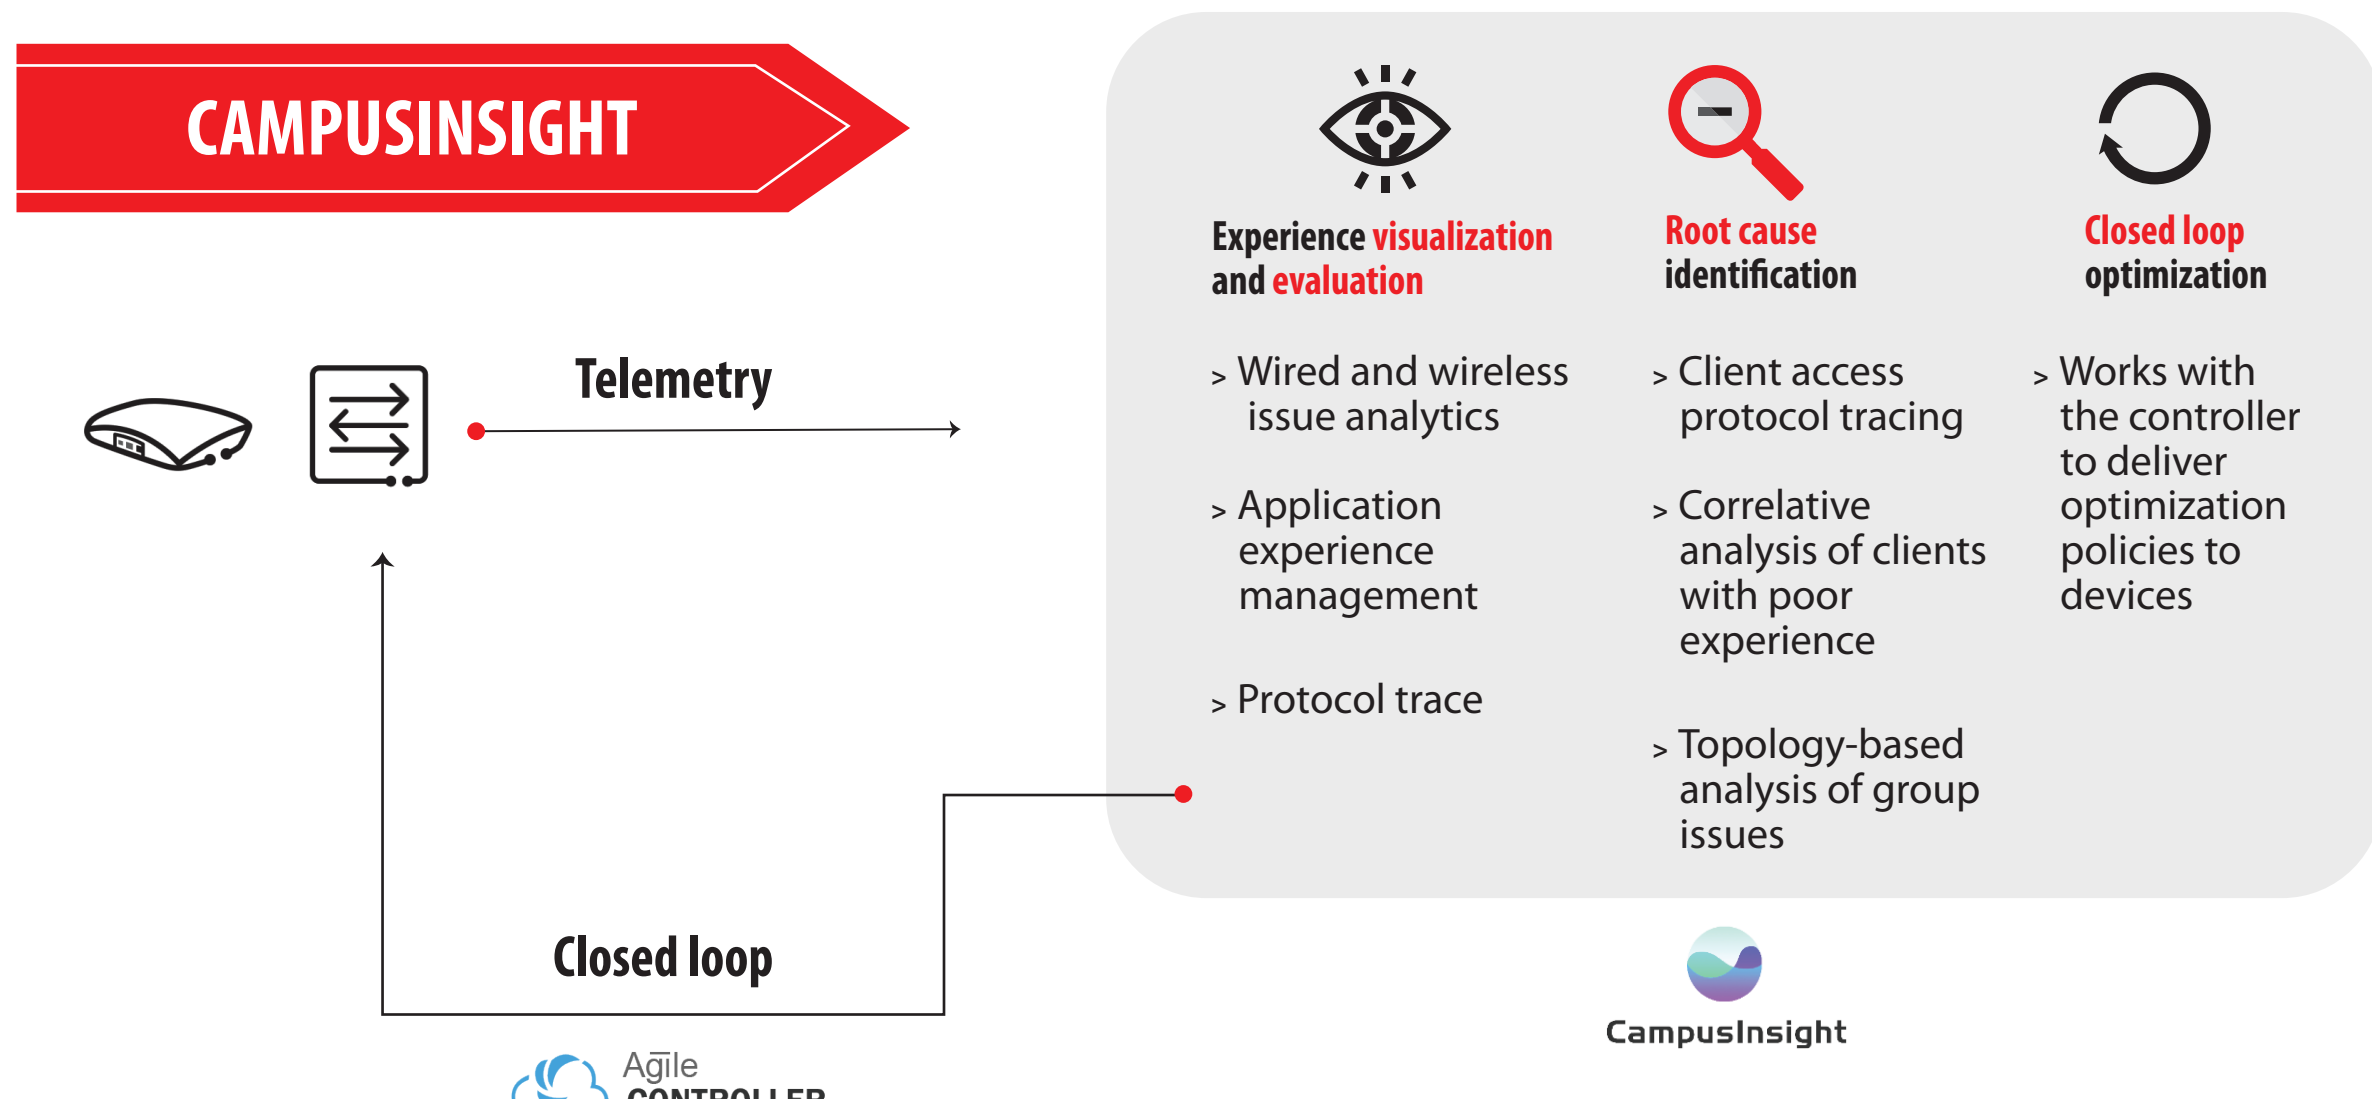 CAMPUSINSIGHT
Telemetry
Closed loop
Agile
CONTROLLER
Experience visualization
and evaluation
> Wired and wireless
issue analytics
> Application
experience
management
> Protocol trace
Root cause
identification
> Client access
protocol tracing
> Correlative
analysis of clients
with poor
experience
> Topology-based
analysis of group
issues
Closed loop
optimization
> Works with
the controller
to deliver
optimization
policies to
devices
CampusInsight